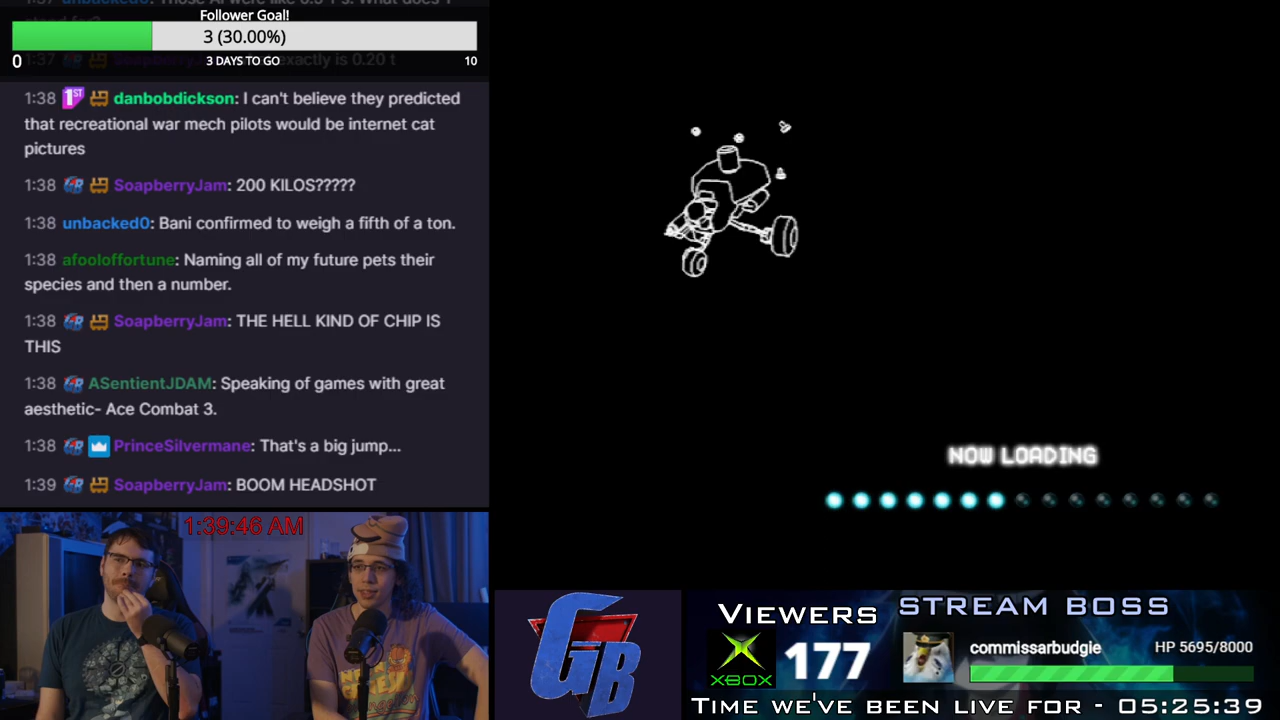 Follower Goal!
3 (30.00%)
0
3 DAYS TO GO
10
exactly is 0.20 t
1:38 1ST danbobdickson: I can't believe they predicted
that recreational war mech pilots would be internet cat
pictures
1:38 SoapberryJam: 200 KILOS?????
1:38 unbacked0: Bani confirmed to weigh a fifth of a ton.
1:38 afooloffortune: Naming all of my future pets their
species and then a number.
1:38 SoapberryJam: THE HELL KIND OF CHIP IS
THIS
1:38 ASentientJDAM: Speaking of games with great
aesthetic- Ace Combat 3.
1:38 PrinceSilvermane: That's a big jump...
1:39 SoapberryJam: BOOM HEADSHOT
NOW LOADING
1:39:46 AM
GB
VIEWERS
XBOX
177
STREAM BOSS
commissarbudgie
HP 5695/8000
TIME WE'VE BEEN LIVE FOR - 05:25:39